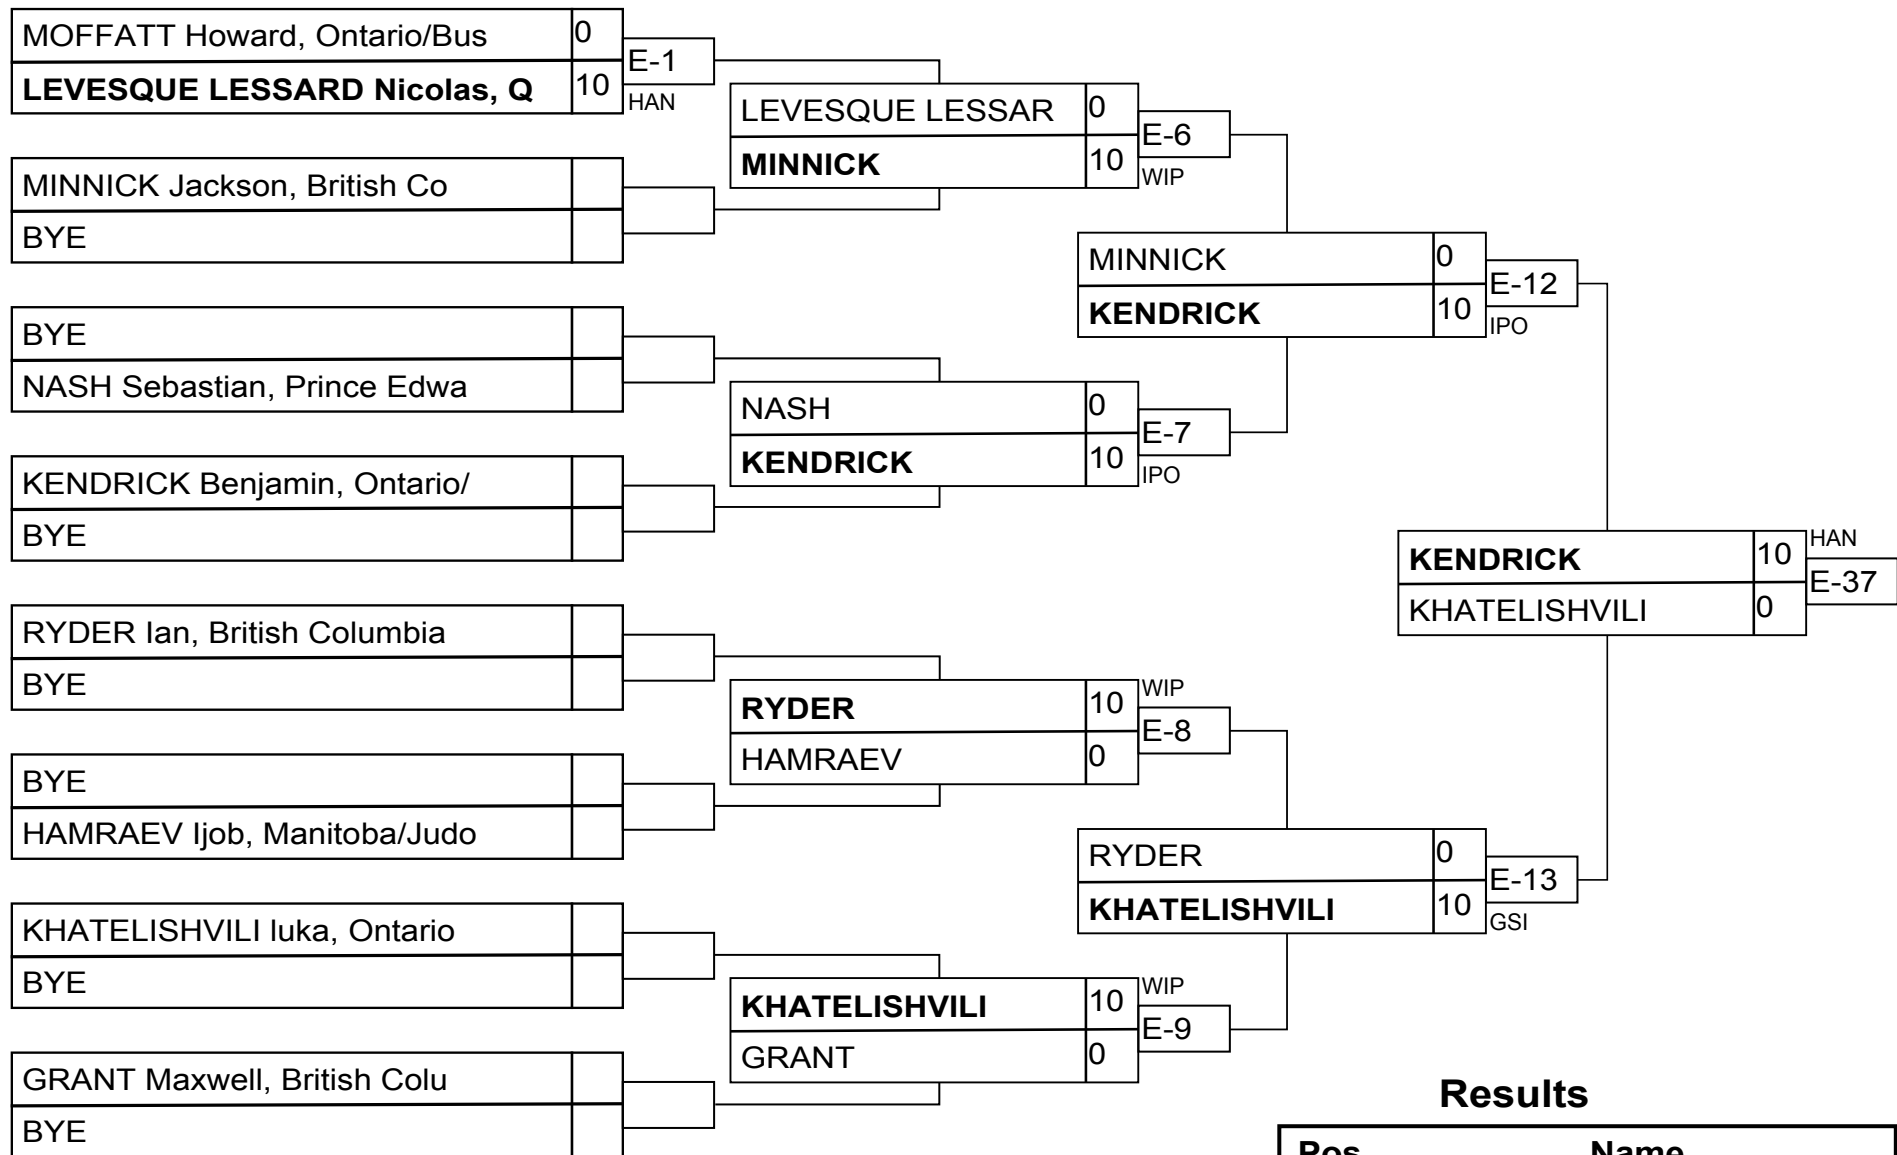 MOFFATT Howard, Ontario/Bus 0
LEVESQUE LESSARD Nicolas, Q 10
E-1
HAN
MINNICK Jackson, British Co
BYE
BYE
NASH Sebastian, Prince Edwa
KENDRICK Benjamin, Ontario/
BYE
RYDER Ian, British Columbia
BYE
BYE
HAMRAEV Ijob, Manitoba/Judo
KHATELISHVILI luka, Ontario
BYE
GRANT Maxwell, British Colu
BYE
LEVESQUE LESSAR 0
MINNICK 10
E-6
WIP
NASH 0
KENDRICK 10
E-7
IPO
RYDER 10
HAMRAEV 0
WIP
E-8
KHATELISHVILI 10
GRANT 0
WIP
E-9
MINNICK 0
KENDRICK 10
E-12
IPO
RYDER 0
KHATELISHVILI 10
E-13
GSI
KENDRICK 10
KHATELISHVILI 0
HAN
E-37
Results
Pos Name